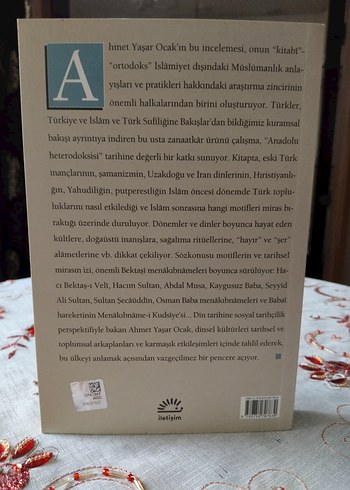 Ahmet Yaşar Ocak'ın bu incelemesi, onun "kitabî"-
"ortodoks" İslâmiyet dışındaki Müslümanlık anla-
yışları ve pratikleri hakkındaki araştırma zincirinin
önemli halkalarından birini oluşturuyor. Türkler,
Türkiye ve İslâm ve Türk Sufîliğine Bakışlar'dan bildiğimiz kuramsal
bakışı ayrıntıya indiren bu usta zanaatkâr ürünü çalışma, "Anadolu
heterodoksisi" tarihine değerli bir katkı sunuyor. Kitapta, eski Türk
inançlarının, şamanizmin, Uzakdoğu ve İran dinlerinin, Hıristiyanlı-
ğın, Yahudiliğin, putperestliğin İslâm öncesi dönemde Türk toplu-
luklarını nasıl etkilediği ve İslâm sonrasına hangi motifleri miras bı-
raktığı üzerinde duruluyor. Dönemler ve dinler boyunca hayat eden
kültlere, doğaüstü inanışlara, sağaltma ritüellerine, "hayır" ve "şer"
alâmetlerine vb. dikkat çekiliyor. Sözkonusu motiflerin ve tarihsel
mirasın izi, önemli Bektaşî menâkıbnâmeleri boyunca sürülüyor: Ha-
cı Bektaş-ı Veli, Hacım Sultan, Abdal Musa, Kaygusuz Baba, Seyyid
Ali Sultan, Sultan Şecâüddîn, Osman Baba menâkıbnâmeleri ve Babaî
hareketinin Menâkıbnâme-i Kudsiye'si... Din tarihine sosyal tarihçilik
perspektifiyle bakan Ahmet Yaşar Ocak, dinsel kültürleri tarihsel ve
toplumsal arkaplanları ve karmaşık etkileşimleri içinde tahlil ederek,
bu ülkeyi anlamak açısından vazgeçilmez bir pencere açıyor.
iletişim